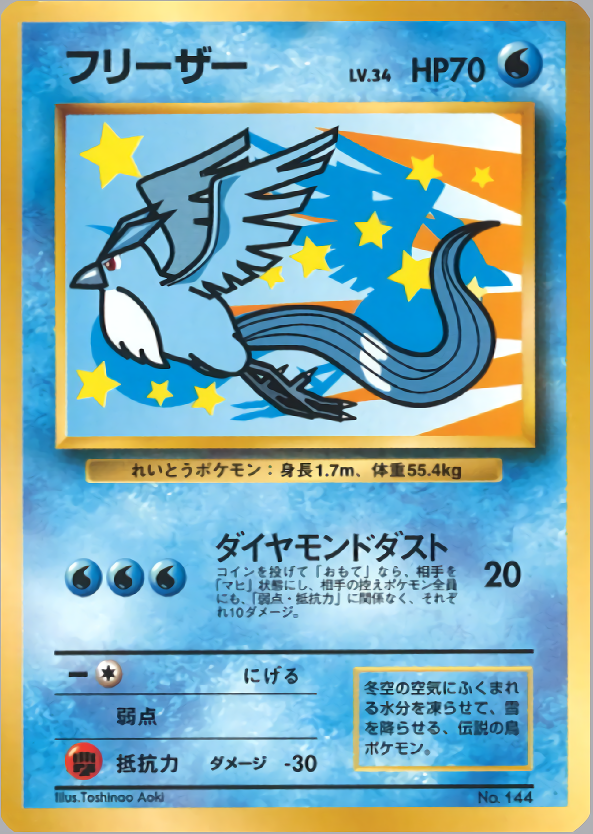 フリーザー LV.34 HP70
れいとうポケモン：身長1.7m、体重55.4kg
ダイヤモンドダスト
20
コインを投げて「おもて」なら、相手を
「マヒ」状態にし、相手の控えポケモン全員
にも、「弱点・抵抗力」に関係なく、それぞ
れ10ダメージ。
にげる
弱点
抵抗力 ダメージ -30
冬空の空気にふくまれ
る水分を凍らせて、雪
を降らせる、伝説の鳥
ポケモン。
Illus.Toshinao Aoki
No. 144